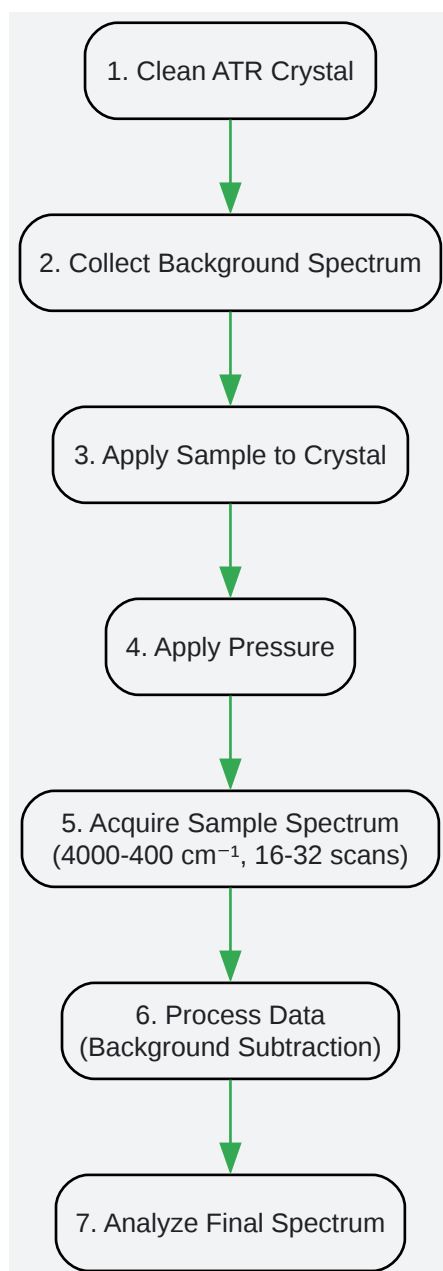 1. Clean ATR Crystal
2. Collect Background Spectrum
3. Apply Sample to Crystal
4. Apply Pressure
5. Acquire Sample Spectrum
(4000-400 cm⁻¹, 16-32 scans)
6. Process Data
(Background Subtraction)
7. Analyze Final Spectrum